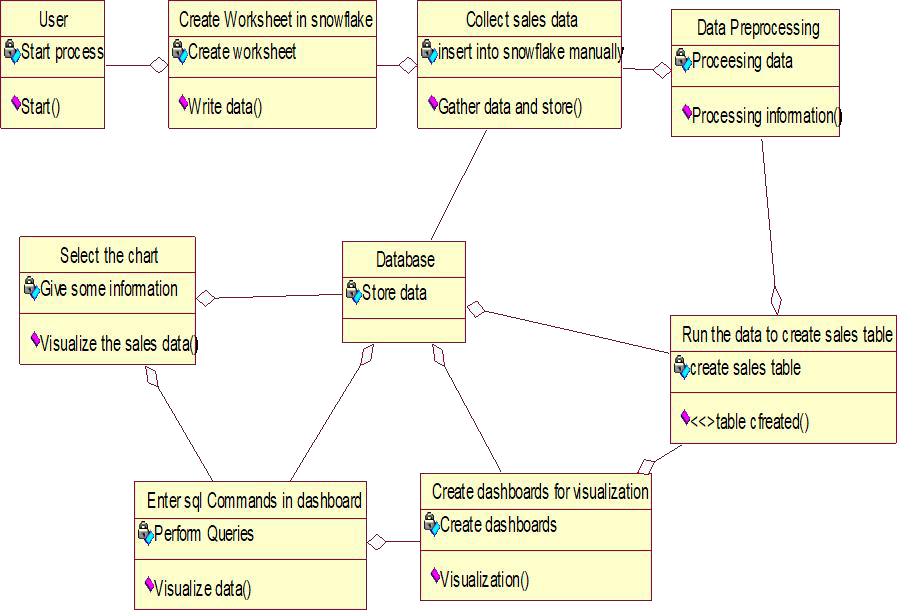 User
Start process
Start()
Create Worksheet in snowflake
Create worksheet
Write data()
Collect sales data
insert into snowflake manually
Gather data and store()
Data Preprocessing
Proceesing data
Processing information()
Select the chart
Give some information
Visualize the sales data()
Database
Store data
Run the data to create sales table
create sales table
<<>table cfreated()
Enter sql Commands in dashboard
Perform Queries
Visualize data()
Create dashboards for visualization
Create dashboards
Visualization()